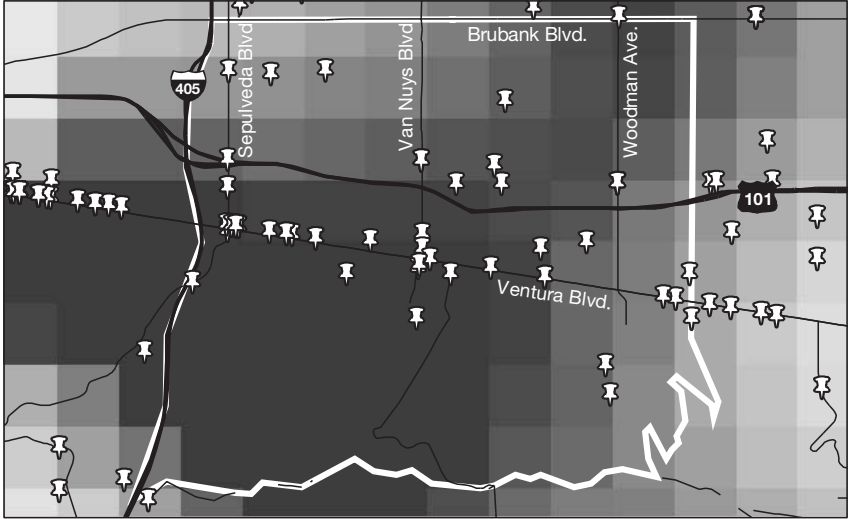 Brubank Blvd.
405
Sepulveda Blvd
Van Nuys Blvd
Woodman Ave.
101
Ventura Blvd.